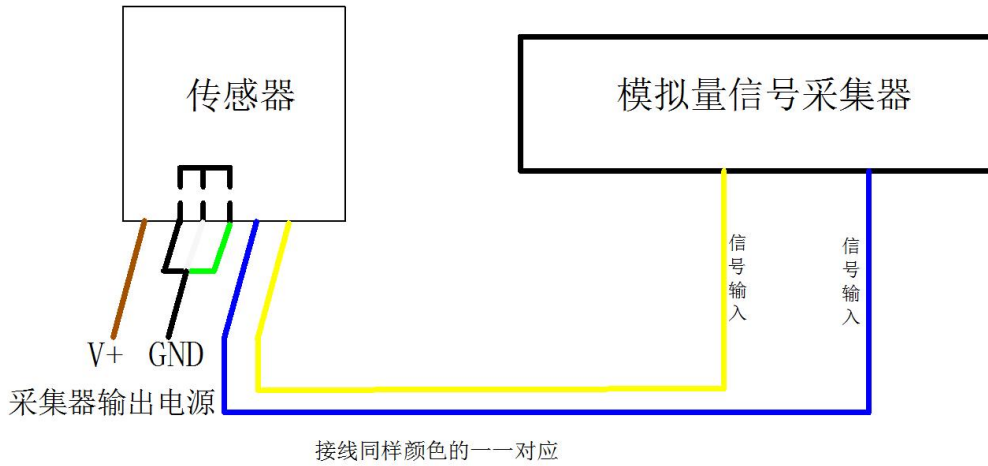 传感器
模拟量信号采集器
信号输入
信号输入
V+ GND
采集器输出电源
接线同样颜色的一一对应